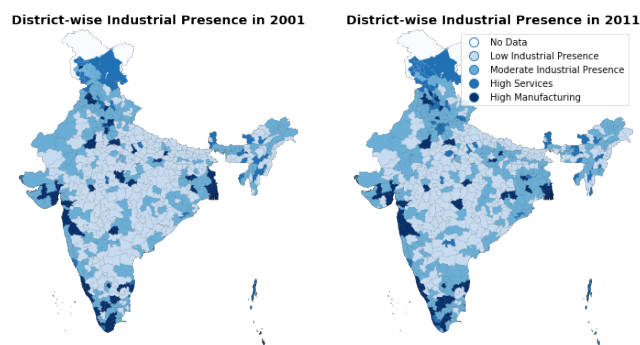 District-wise Industrial Presence in 2001
District-wise Industrial Presence in 2011
No Data
Low Industrial Presence
Moderate Industrial Presence
High Services
High Manufacturing